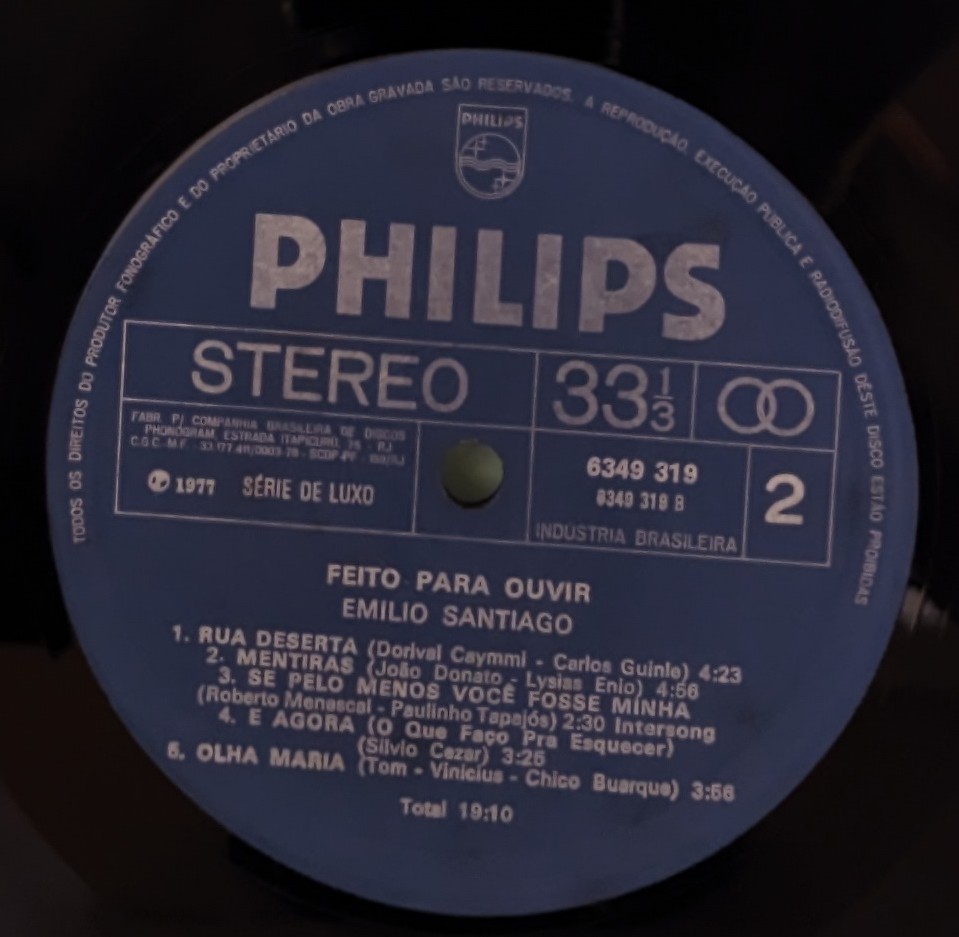 TODOS OS DIREITOS DO PRODUTOR FONOGRÁFICO E DO PROPRIETÁRIO DA OBRA GRAVADA SÃO RESERVADOS. A REPRODUÇÃO, EXECUÇÃO PÚBLICA E RADIODIFUSÃO DÊSTE DISCO ESTÃO PROIBIDAS
PHILIPS
PHILIPS
STEREO
33 1/3
FABR. P/ COMPANHIA BRASILEIRA DE DISCOS
PHONOGRAM, ESTRADA ITAPICURU, RJ
C.G.C. M.F.
6349 319
6349 319 B
2
℗ 1977 SÉRIE DE LUXO
INDÚSTRIA BRASILEIRA
FEITO PARA OUVIR
EMILIO SANTIAGO
1. RUA DESERTA (Dorival Caymmi - Carlos Guinle) 4:23
2. MENTIRAS (João Donato - Lysias Enio) 4:56
3. SE PELO MENOS VOCÊ FOSSE MINHA
(Roberto Menescal - Paulinho Tapajós) 2:30 Intersong
4. E AGORA (O Que Faço Pra Esquecer)
(Silvio Cezar) 3:25
5. OLHA MARIA (Tom - Vinicius - Chico Buarque) 3:56
Total 19:10